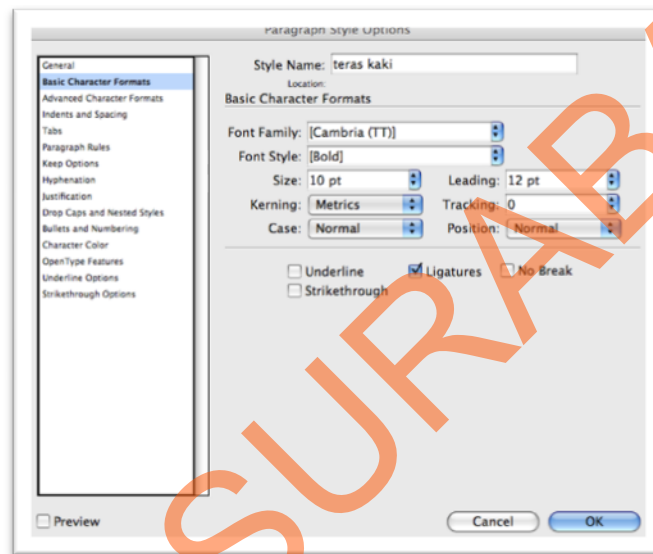 Paragraph Style Options
General
Basic Character Formats
Advanced Character Formats
Indents and Spacing
Tabs
Paragraph Rules
Keep Options
Hyphenation
Justification
Drop Caps and Nested Styles
Bullets and Numbering
Character Color
OpenType Features
Underline Options
Strikethrough Options
Style Name: teras kaki
Location:
Basic Character Formats
Font Family: [Cambria (TT)]
Font Style: [Bold]
Size: 10 pt Leading: 12 pt
Kerning: Metrics Tracking: 0
Case: Normal Position: Normal
Underline Ligatures No Break
Strikethrough
Preview Cancel OK
SURAB